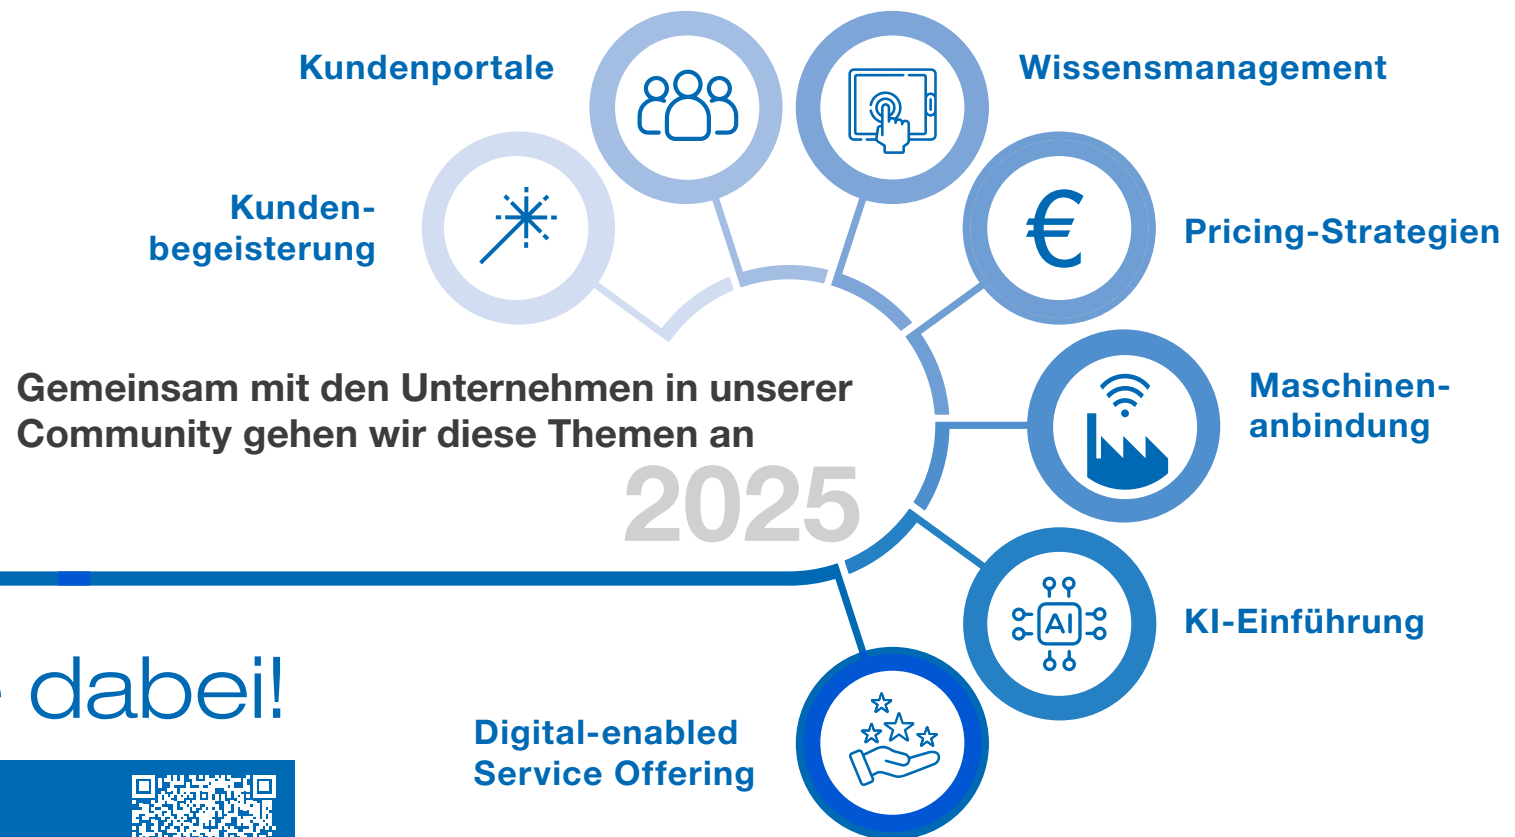 Kundenportale
Wissensmanagement
Kunden-
begeisterung
€
Pricing-Strategien
Gemeinsam mit den Unternehmen in unserer
Community gehen wir diese Themen an
2025
Maschinen-
anbindung
AI
KI-Einführung
dabei!
Digital-enabled
Service Offering